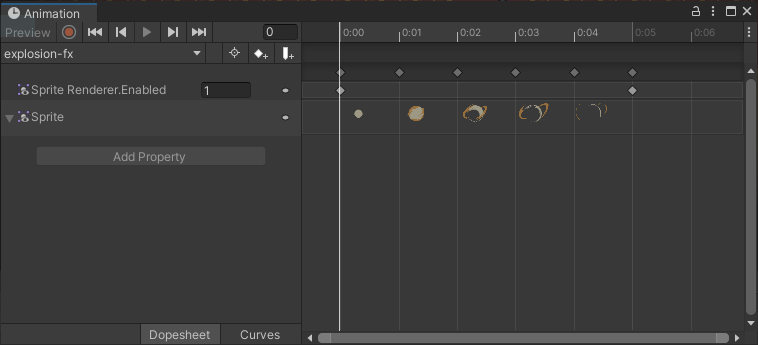 Animation
Preview
0
0:00 0:01 0:02 0:03 0:04 0:05 0:06
explosion-fx
Sprite Renderer.Enabled 1
Sprite
Add Property
Dopesheet Curves